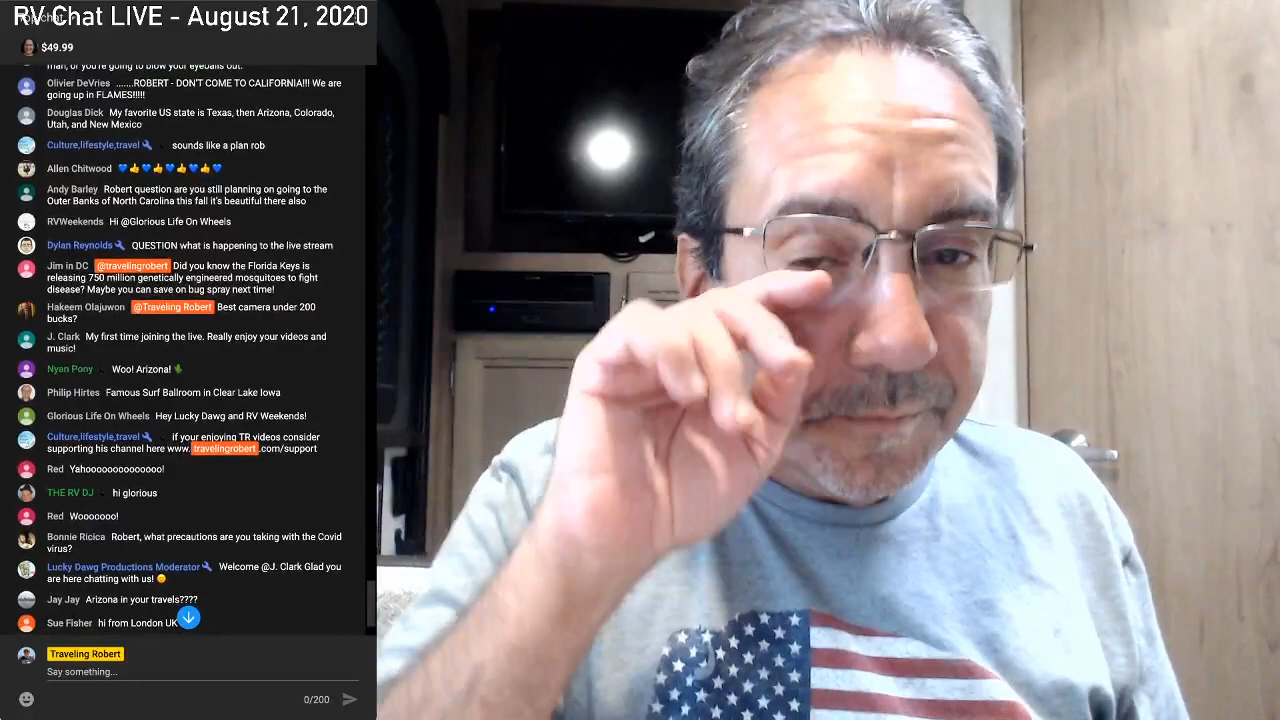 RV Chat LIVE - August 21, 2020
$49.99
man, or you're going to blow your eyeballs out.
Olivier DeVries .......ROBERT - DON'T COME TO CALIFORNIA!!! We are
going up in FLAMES!!!!!
Douglas Dick My favorite US state is Texas, then Arizona, Colorado,
Utah, and New Mexico
Culture,lifestyle,travel sounds like a plan rob
Allen Chitwood 💙👍💙👍💙👍💙👍💙
Andy Barley Robert question are you still planning on going to the
Outer Banks of North Carolina this fall it's beautiful there also
RVWeekends Hi @Glorious Life On Wheels
Dylan Reynolds QUESTION what is happening to the live stream
Jim in DC @travelingrobert Did you know the Florida Keys is
releasing 750 million genetically engineered mosquitoes to fight
disease? Maybe you can save on bug spray next time!
Hakeem Olajuwon @Traveling Robert Best camera under 200
bucks?
J. Clark My first time joining the live. Really enjoy your videos and
music!
Nyan Pony Woo! Arizona! 🌵
Philip Hirtes Famous Surf Ballroom in Clear Lake Iowa
Glorious Life On Wheels Hey Lucky Dawg and RV Weekends!
Culture,lifestyle,travel If your enjoying TR videos consider
supporting his channel here www.travelingrobert.com/support
Red Yahooooooooooooo!
THE RV DJ hi glorious
Red Wooooooo!
Bonnie Ricica Robert, what precautions are you taking with the Covid
virus?
Lucky Dawg Productions Moderator Welcome @J. Clark Glad you
are here chatting with us! 🙂
Jay Jay Arizona in your travels????
Sue Fisher hi from London UK
Traveling Robert
Say something...
0/200